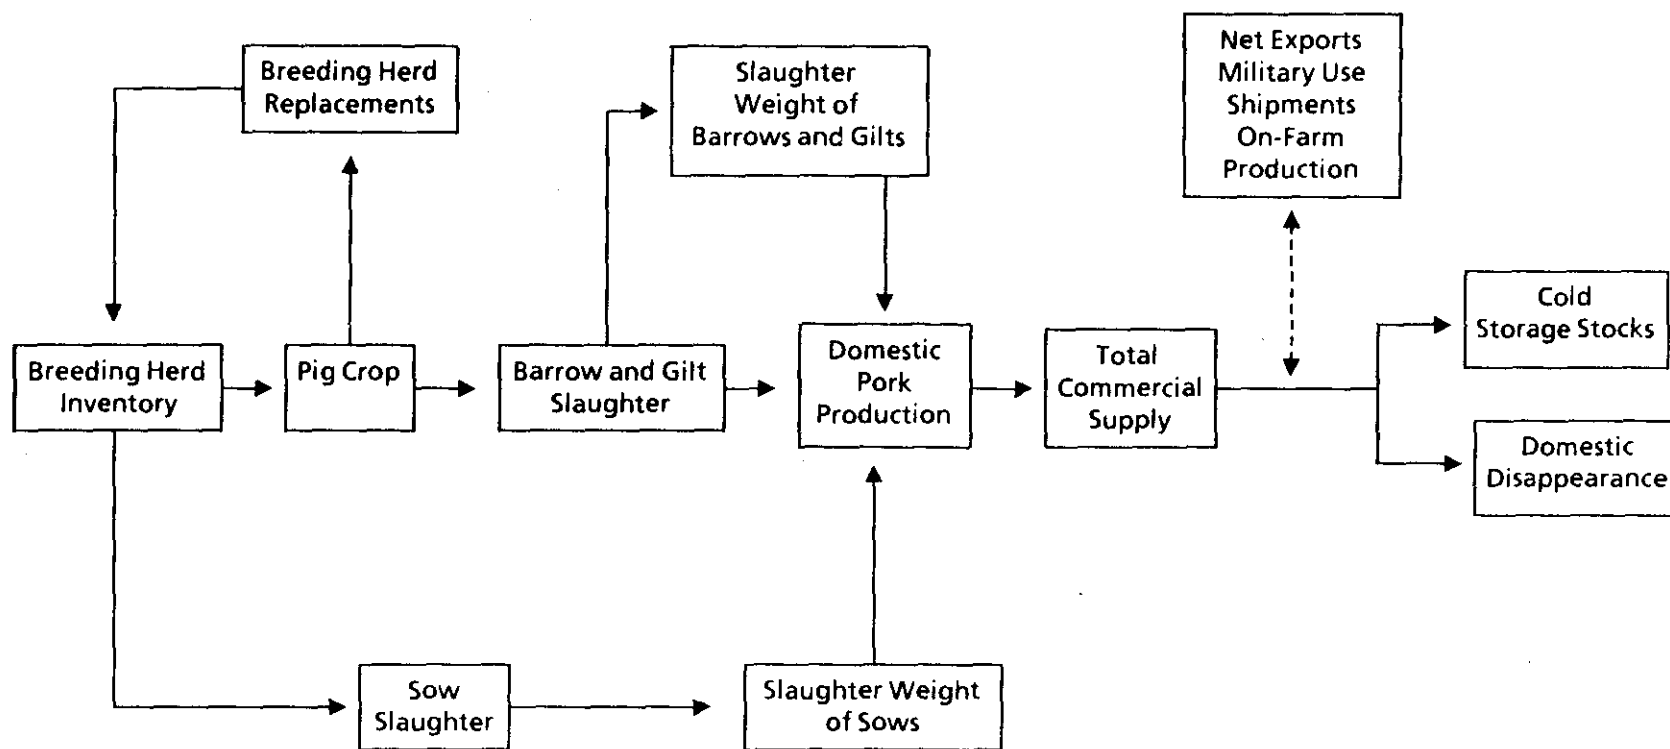 Breeding Herd
Replacements
Slaughter
Weight of
Barrows and Gilts
Net Exports
Military Use
Shipments
On-Farm
Production
Breeding Herd
Inventory
Pig Crop
Barrow and Gilt
Slaughter
Domestic
Pork
Production
Total
Commercial
Supply
Cold
Storage Stocks
Domestic
Disappearance
Sow
Slaughter
Slaughter Weight
of Sows